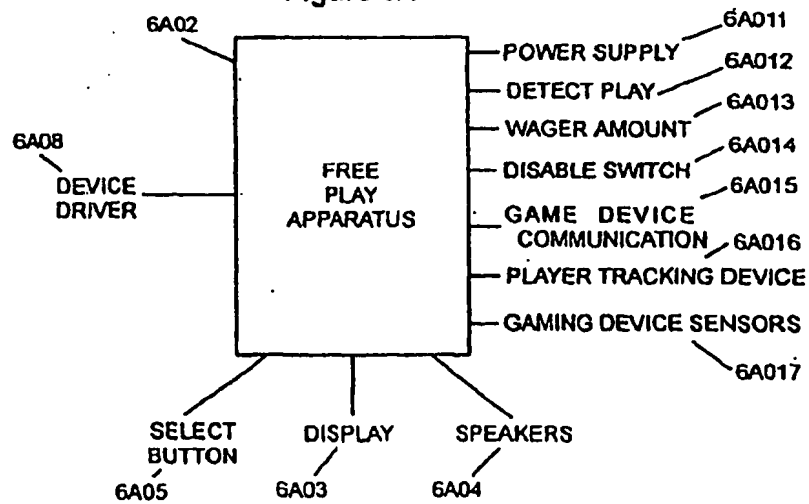 6A02
6A011
POWER SUPPLY
6A012
DETECT PLAY
6A013
WAGER AMOUNT
6A08
6A014
DISABLE SWITCH
DEVICE
DRIVER
FREE
PLAY
APPARATUS
6A015
GAME DEVICE
COMMUNICATION
6A016
PLAYER TRACKING DEVICE
GAMING DEVICE SENSORS
6A017
SELECT
BUTTON
DISPLAY
SPEAKERS
6A05
6A03
6A04